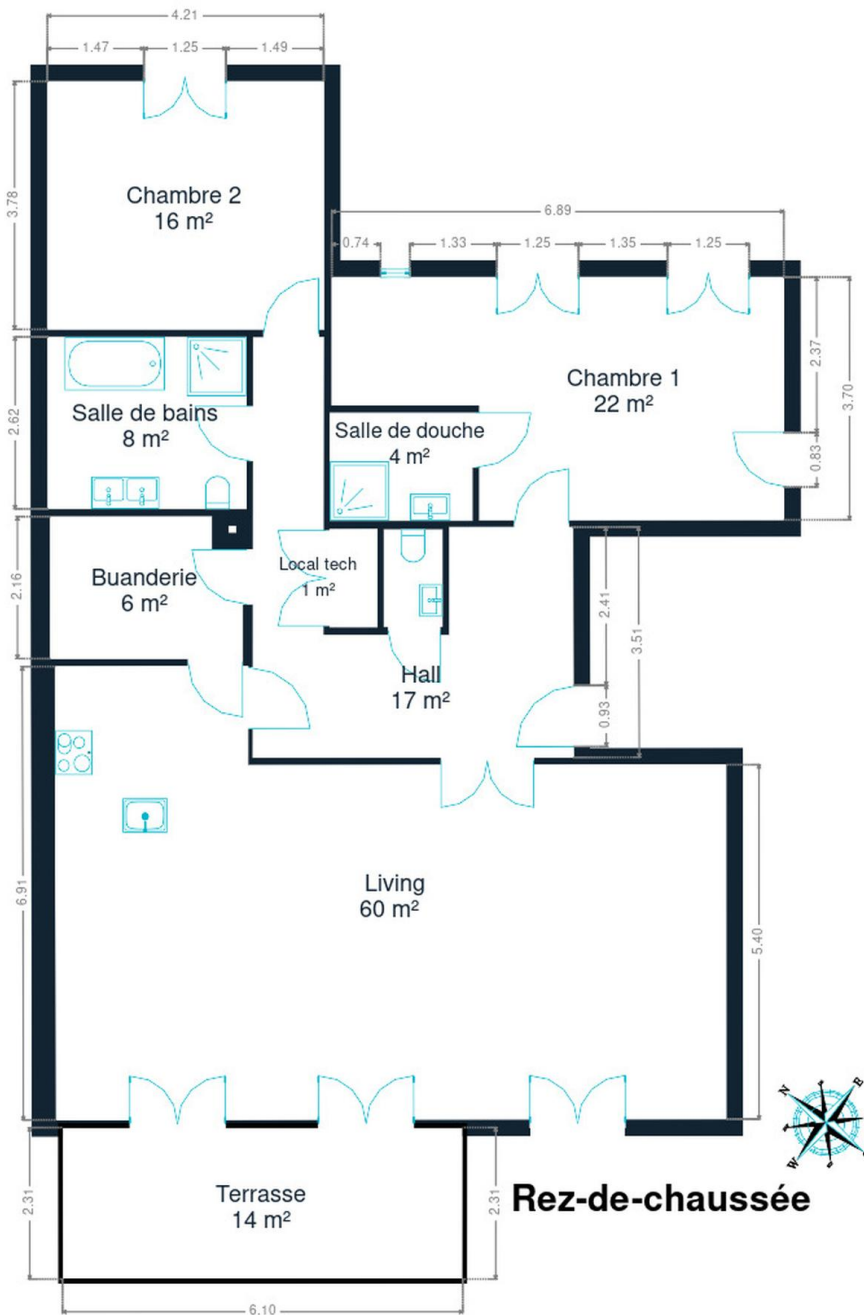 4.21
1.47
1.25
1.49
3.78
Chambre 2
16 m²
6.89
0.74
1.33
1.25
1.35
1.25
Chambre 1
22 m²
2.37
3.70
0.83
2.62
Salle de bains
8 m²
Salle de douche
4 m²
2.16
Buanderie
6 m²
Local tech
1 m²
2.41
3.51
0.93
Hall
17 m²
6.91
Living
60 m²
5.40
N
W
2.31
Terrasse
14 m²
2.31
Rez-de-chaussée
6.10